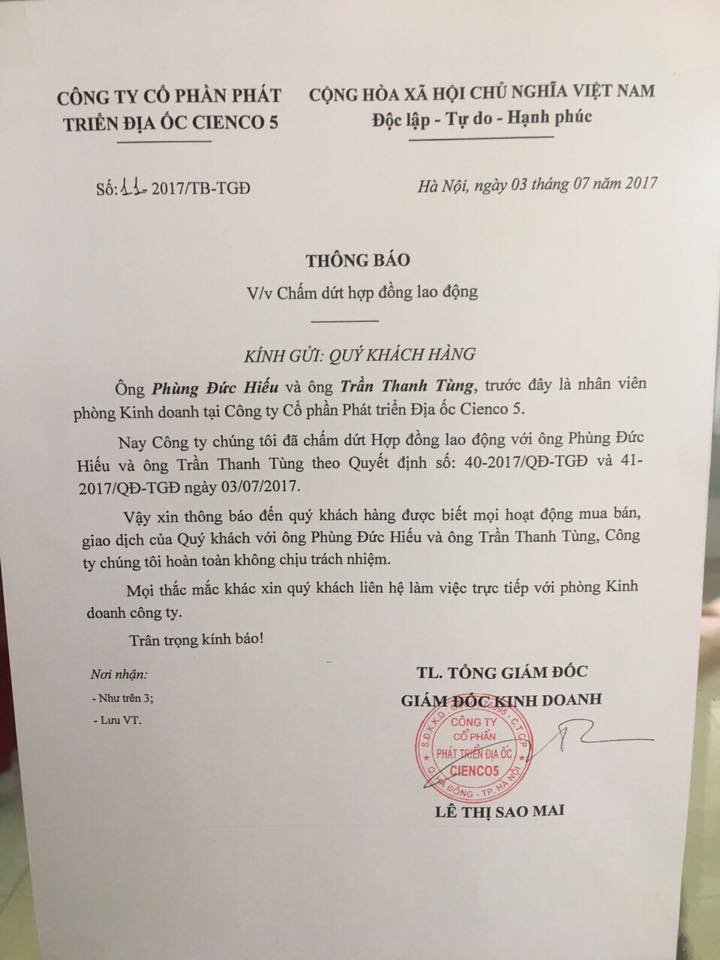 CÔNG TY CỔ PHẦN PHÁT
TRIỂN ĐỊA ỐC CIENCO 5
CỘNG HÒA XÃ HỘI CHỦ NGHĨA VIỆT NAM
Độc lập - Tự do - Hạnh phúc
Số:11-2017/TB-TGĐ
Hà Nội, ngày 03 tháng 07 năm 2017
THÔNG BÁO
V/v Chấm dứt hợp đồng lao động
KÍNH GỬI: QUÝ KHÁCH HÀNG
Ông Phùng Đức Hiếu và ông Trần Thanh Tùng, trước đây là nhân viên
phòng Kinh doanh tại Công ty Cổ phần Phát triển Địa ốc Cienco 5.
Nay Công ty chúng tôi đã chấm dứt Hợp đồng lao động với ông Phùng Đức
Hiếu và ông Trần Thanh Tùng theo Quyết định số: 40-2017/QĐ-TGĐ và 41-
2017/QĐ-TGĐ ngày 03/07/2017.
Vậy xin thông báo đến quý khách hàng được biết mọi hoạt động mua bán,
giao dịch của Quý khách với ông Phùng Đức Hiếu và ông Trần Thanh Tùng, Công
ty chúng tôi hoàn toàn không chịu trách nhiệm.
Mọi thắc mắc khác xin quý khách liên hệ làm việc trực tiếp với phòng Kinh
doanh công ty.
Trân trọng kính báo!
Nơi nhận:
- Như trên 3;
- Lưu VT.
TL. TỔNG GIÁM ĐỐC
GIÁM ĐỐC KINH DOANH
S.Đ.K.K.D
C.T.C.P
CÔNG TY
CỔ PHẦN
PHÁT TRIỂN ĐỊA ỐC
CIENCO5
Q. HÀ ĐÔNG - TP. HÀ NỘI
LÊ THỊ SAO MAI